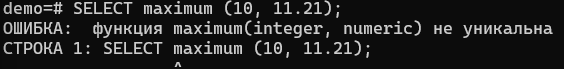 demo=# SELECT maximum (10, 11.21);
ОШИБКА:  функция maximum(integer, numeric) не уникальна
СТРОКА 1: SELECT maximum (10, 11.21);
^